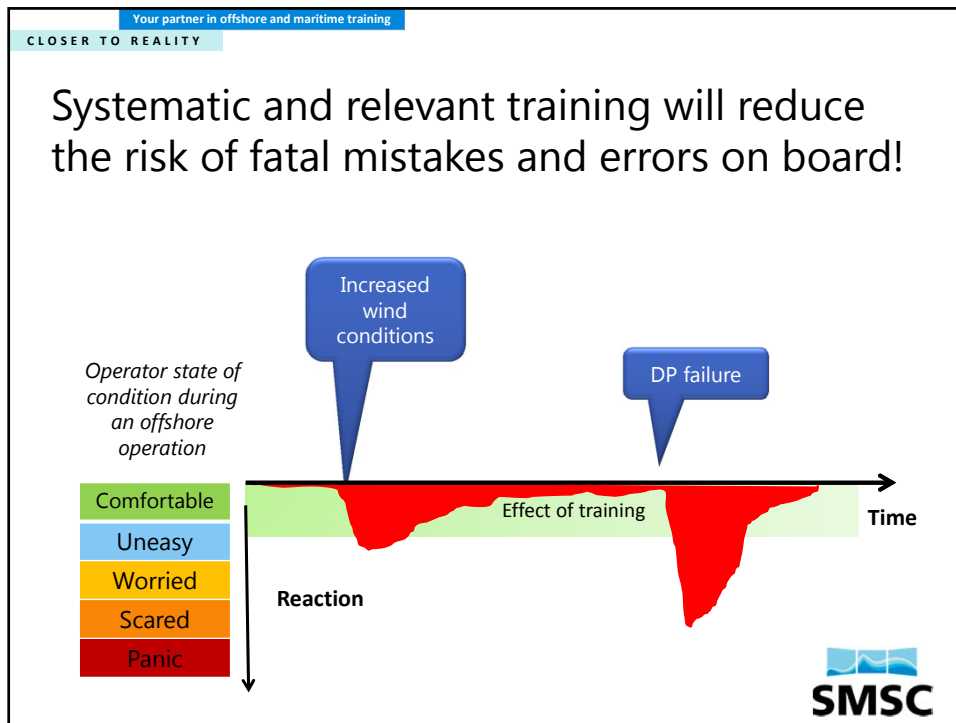 Your partner in offshore and maritime training
CLOSER TO REALITY
Systematic and relevant training will reduce
the risk of fatal mistakes and errors on board!
Increased
wind
conditions
DP failure
Operator state of
condition during
an offshore
operation
Comfortable
Effect of training
Time
Uneasy
Worried
Reaction
Scared
Panic
SMSC